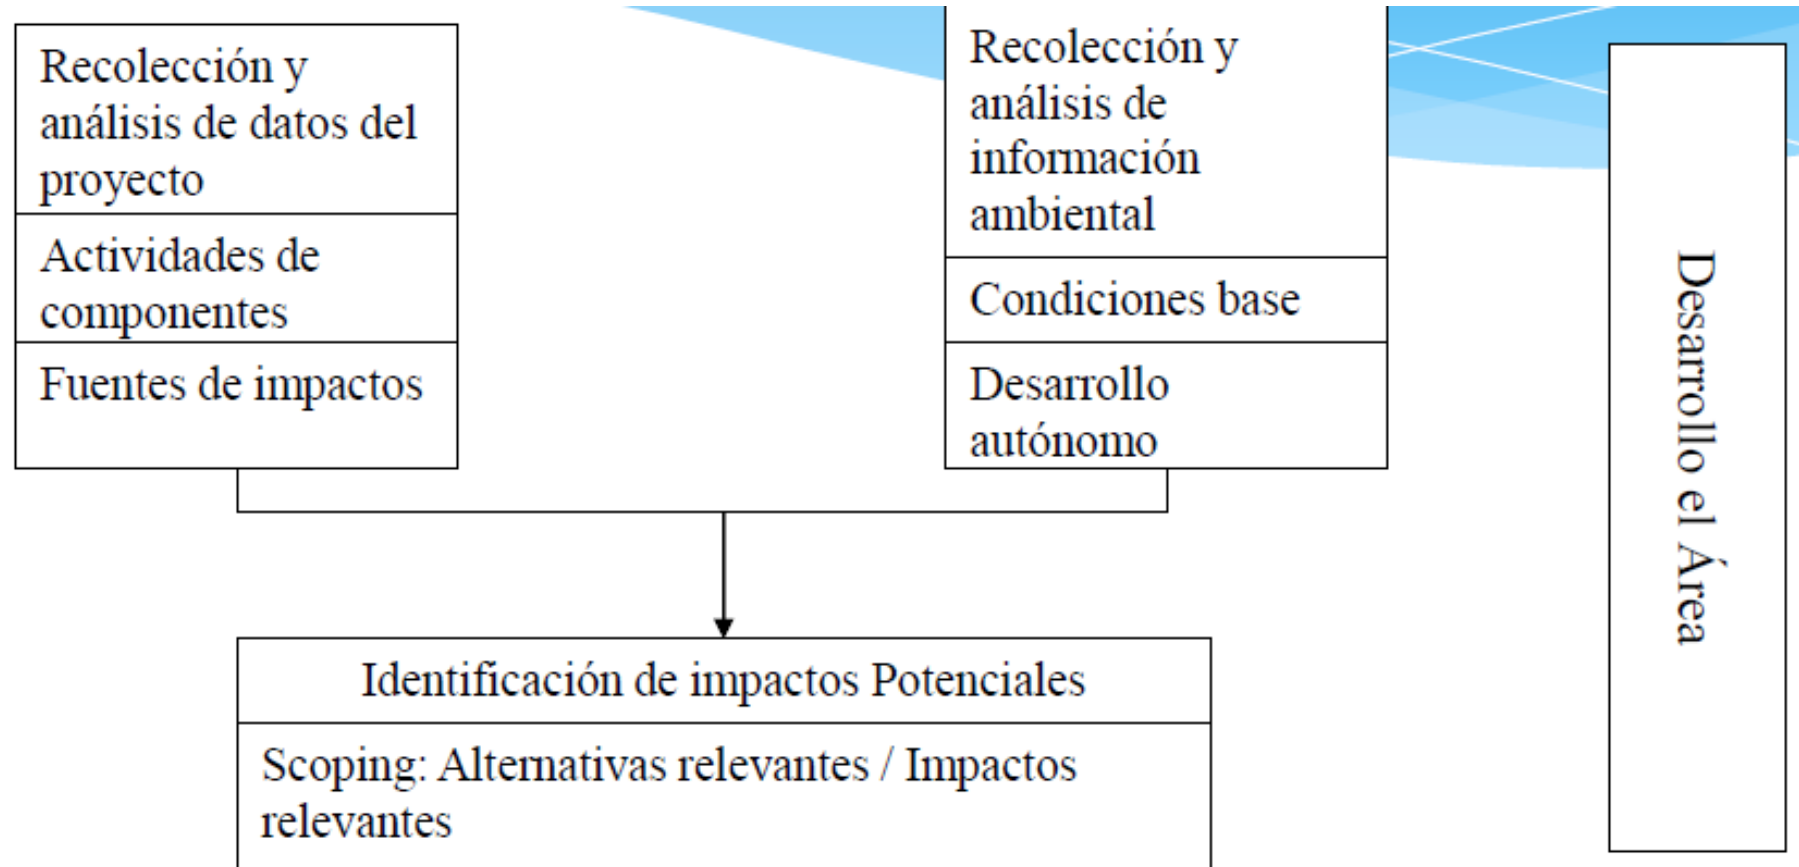 Recolección y
análisis de datos del
proyecto
Actividades de
componentes
Fuentes de impactos
Recolección y
análisis de
información
ambiental
Condiciones base
Desarrollo
autónomo
Identificación de impactos Potenciales
Scoping: Alternativas relevantes / Impactos
relevantes
Desarrollo el Área